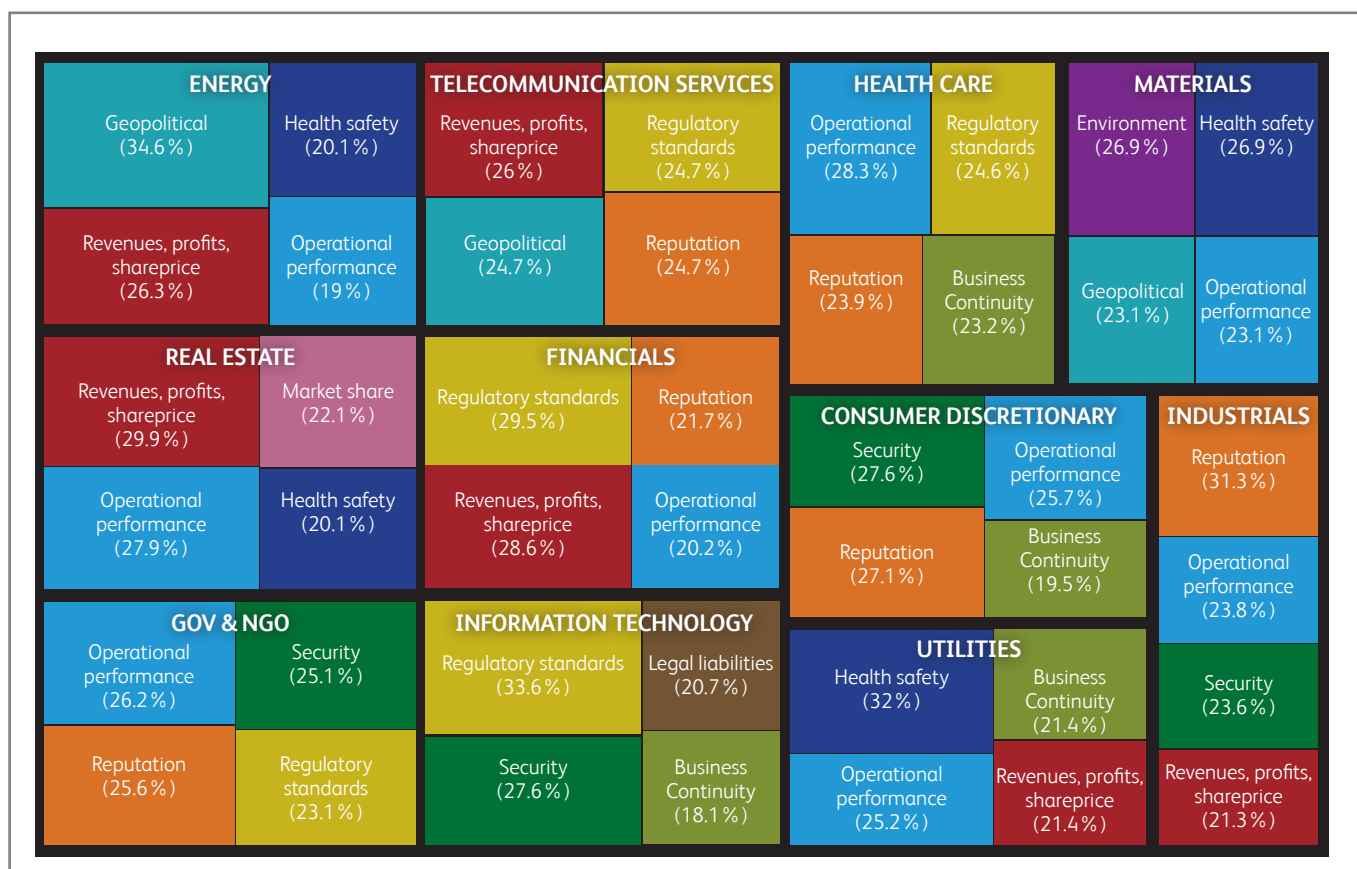 ENERGY
Geopolitical
(34.6%)
Health safety
(20.1%)
Revenues, profits,
shareprice
(26.3%)
Operational
performance
(19%)
TELECOMMUNICATION SERVICES
Revenues, profits,
shareprice
(26%)
Regulatory
standards
(24.7%)
Geopolitical
(24.7%)
Reputation
(24.7%)
HEALTH CARE
Operational
performance
(28.3%)
Regulatory
standards
(24.6%)
Reputation
(23.9%)
Business
Continuity
(23.2%)
MATERIALS
Environment
(26.9%)
Health safety
(26.9%)
Geopolitical
(23.1%)
Operational
performance
(23.1%)
REAL ESTATE
Revenues, profits,
shareprice
(29.9%)
Market share
(22.1%)
Operational
performance
(27.9%)
Health safety
(20.1%)
FINANCIALS
Regulatory standards
(29.5%)
Reputation
(21.7%)
Revenues, profits,
shareprice
(28.6%)
Operational
performance
(20.2%)
CONSUMER DISCRETIONARY
Security
(27.6%)
Operational
performance
(25.7%)
Reputation
(27.1%)
Business
Continuity
(19.5%)
INDUSTRIALS
Reputation
(31.3%)
Operational
performance
(23.8%)
Security
(23.6%)
Revenues, profits,
shareprice
(21.3%)
GOV & NGO
Operational
performance
(26.2%)
Security
(25.1%)
Reputation
(25.6%)
Regulatory
standards
(23.1%)
INFORMATION TECHNOLOGY
Regulatory standards
(33.6%)
Legal liabilities
(20.7%)
Security
(27.6%)
Business
Continuity
(18.1%)
UTILITIES
Health safety
(32%)
Business
Continuity
(21.4%)
Operational
performance
(25.2%)
Revenues, profits,
shareprice
(21.4%)